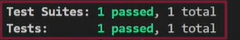 Test Suites: 1 passed, 1 total
Tests: 1 passed, 1 total